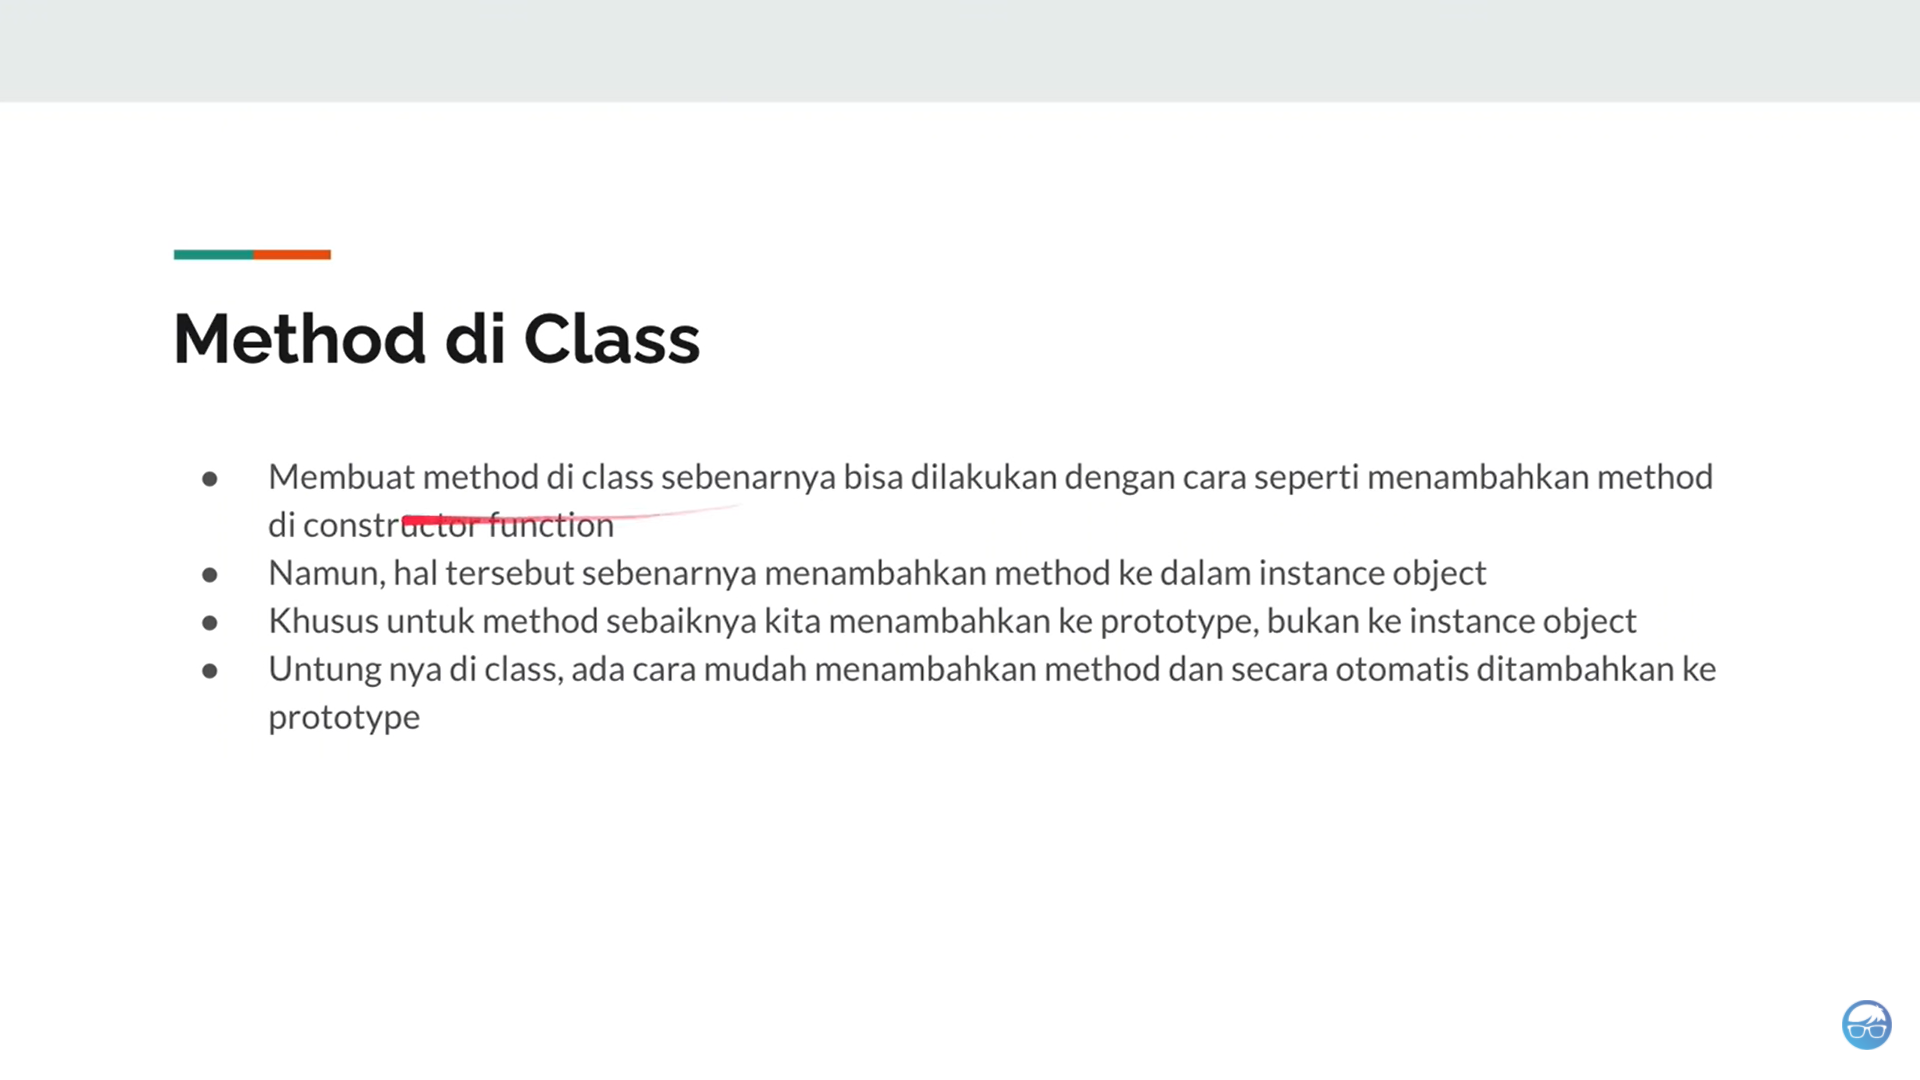 Method di Class
● Membuat method di class sebenarnya bisa dilakukan dengan cara seperti menambahkan method
di constructor function
● Namun, hal tersebut sebenarnya menambahkan method ke dalam instance object
● Khusus untuk method sebaiknya kita menambahkan ke prototype, bukan ke instance object
● Untung nya di class, ada cara mudah menambahkan method dan secara otomatis ditambahkan ke
prototype